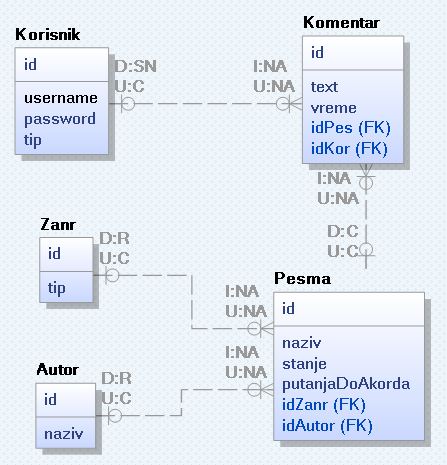 Korisnik
id
username
password
tip
D:SN
U:C
I:NA
U:NA
Komentar
id
text
vreme
idPes (FK)
idKor (FK)
I:NA
U:NA
D:C
U:C
Zanr
id
tip
D:R
U:C
I:NA
U:NA
Pesma
id
naziv
stanje
putanjaDoAkorda
idZanr (FK)
idAutor (FK)
Autor
id
naziv
D:R
U:C
I:NA
U:NA